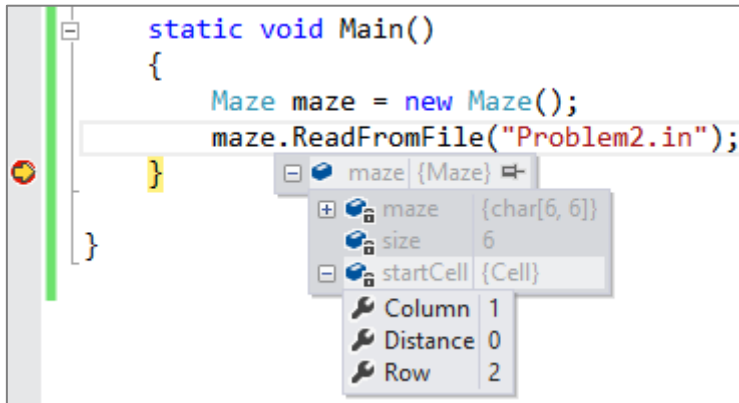 static void Main()
{
Maze maze = new Maze();
maze.ReadFromFile("Problem2.in");
}
maze {Maze}
maze {char[6, 6]}
size 6
startCell {Cell}
Column 1
Distance 0
Row 2
}